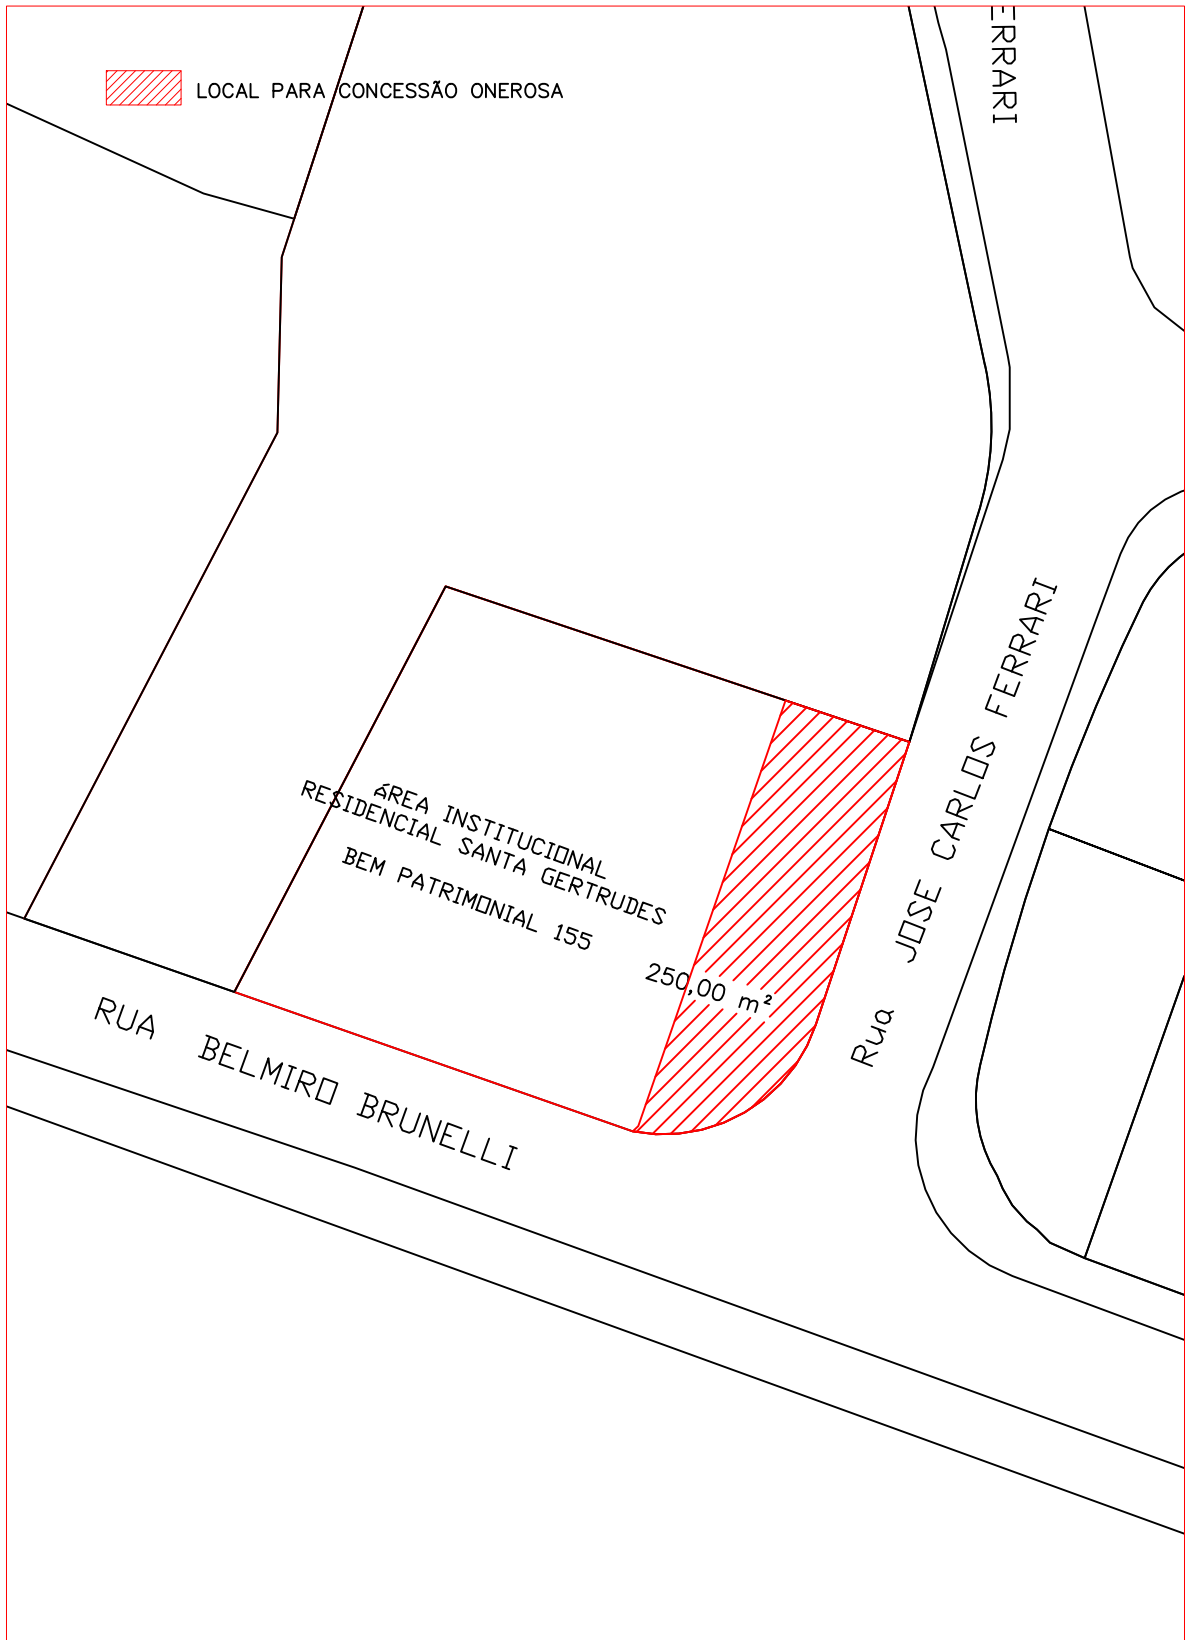 ERRARI
LOCAL PARA CONCESSÃO ONEROSA
Rua JOSE CARLOS FERRARI
ÁREA INSTITUCIONAL
RESIDENCIAL SANTA GERTRUDES
BEM PATRIMONIAL 155
250,00 m²
RUA BELMIRO BRUNELLI